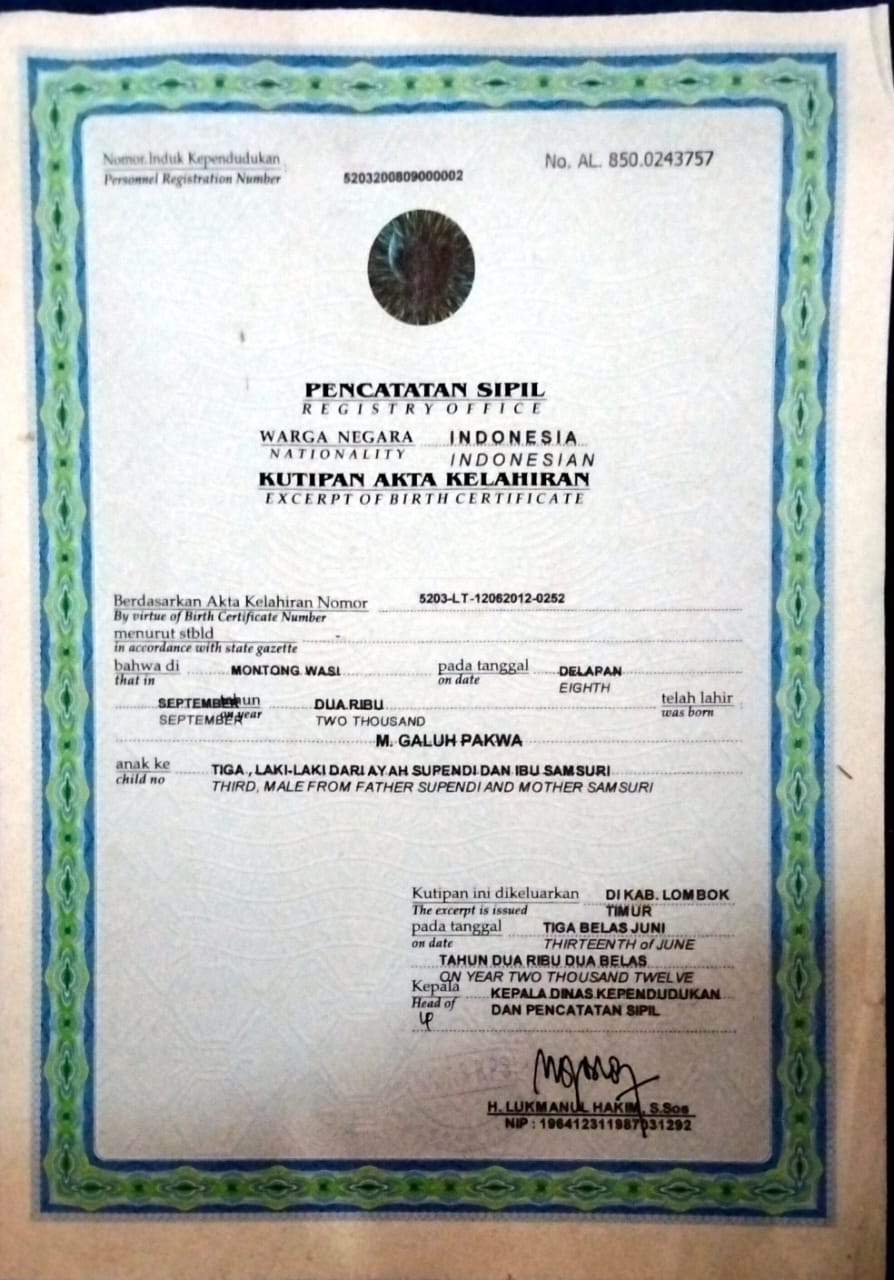 Nomor Induk Kependudukan
Personnel Registration Number
5203200809000002
No. AL. 850.0243757
PENCATATAN SIPIL
REGISTRY OFFICE
WARGA NEGARA INDONESIA
NATIONALITY INDONESIAN
KUTIPAN AKTA KELAHIRAN
EXCERPT OF BIRTH CERTIFICATE
Berdasarkan Akta Kelahiran Nomor 5203-LT-12062012-0252
By virtue of Birth Certificate Number
menurut stbld -
in accordance with state gazette
bahwa di MONTONG WASI pada tanggal DELAPAN
that in on date EIGHTH
SEPTEMBER tahun DUA RIBU telah lahir
SEPTEMBER on year TWO THOUSAND was born
M. GALUH PAKWA
anak ke TIGA , LAKI-LAKI DARI AYAH SUPENDI DAN IBU SAMSURI
child no THIRD, MALE FROM FATHER SUPENDI AND MOTHER SAMSURI
Kutipan ini dikeluarkan DI KAB. LOMBOK
The excerpt is issued TIMUR
pada tanggal TIGA BELAS JUNI
on date THIRTEENTH of JUNE
TAHUN DUA RIBU DUA BELAS
ON YEAR TWO THOUSAND TWELVE
Kepala KEPALA DINAS KEPENDUDUKAN
Head of DAN PENCATATAN SIPIL
H. LUKMANUL HAKIM, S.Sos
NIP : 196412311987031292